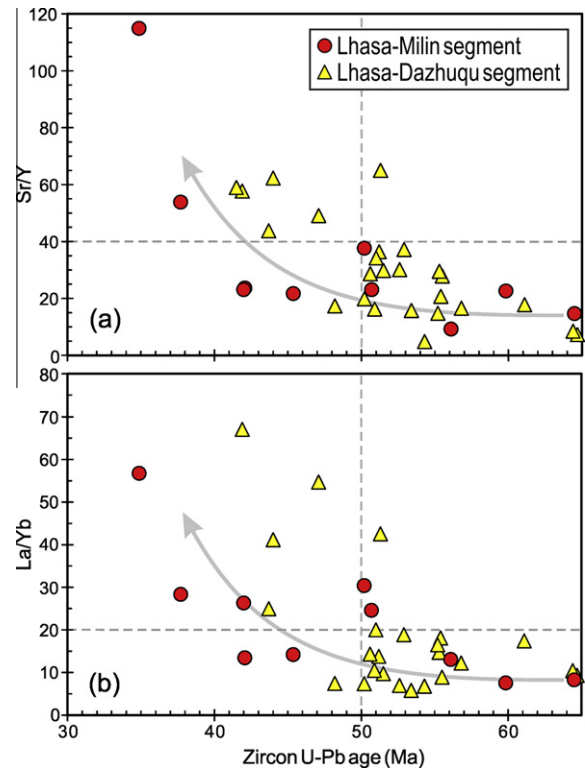 120
100
80
60
40
20
0
Sr/Y
Lhasa-Milin segment
Lhasa-Dazhuqu segment
(a)
80
70
60
50
40
30
20
10
0
La/Yb
(b)
30 40 50 60
Zircon U-Pb age (Ma)